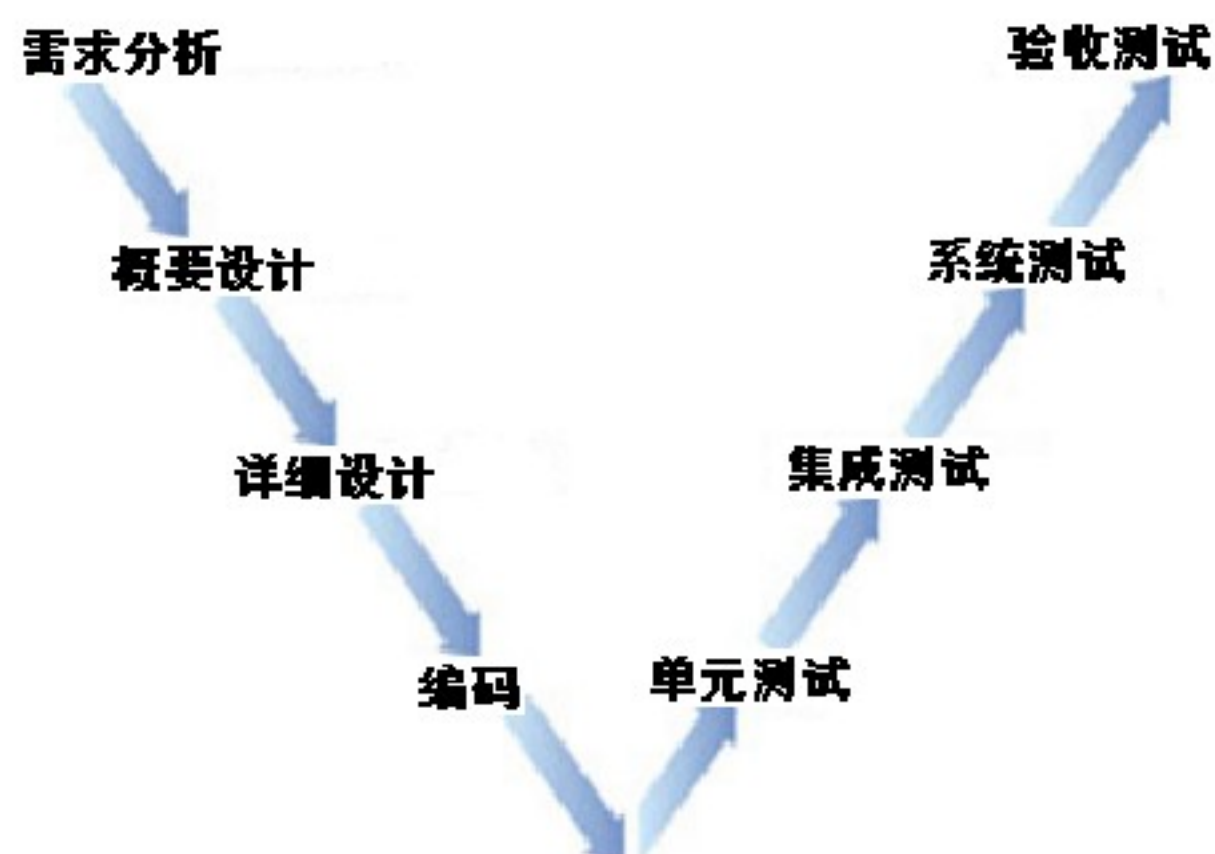 需求分析
验收测试
概要设计
系统测试
详细设计
集成测试
编码
单元测试